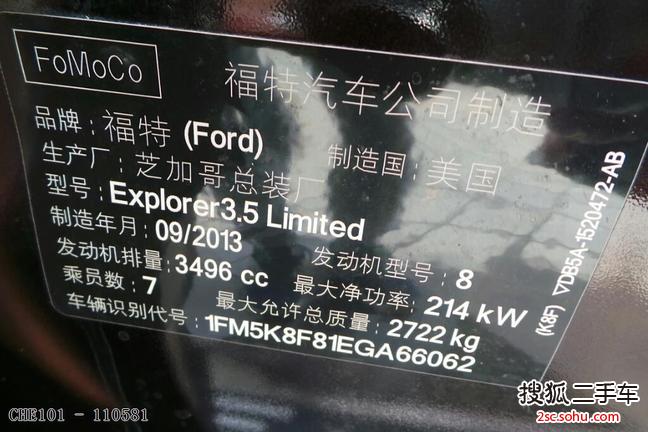 FoMoCo
福特汽车公司制造
品牌：福特 (Ford)
制造国：美国
生产厂：芝加哥总装厂
型号：Explorer3.5 Limited
制造年月：09/2013
发动机型号：8
发动机排量：3496 cc
最大净功率：214 kW
乘员数：7
最大允许总质量：2722 kg
车辆识别代号：1FM5K8F81EGA66062
(K8F) ▽DB5A-1520472-AB
CHE101 - 110581
搜狐二手车
2sc.sohu.com